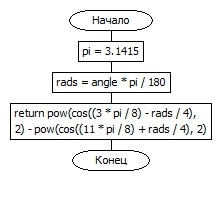 Начало
pi = 3.1415
rads = angle * pi / 180
return pow(cos((3 * pi / 8) - rads / 4),
2) - pow(cos((11 * pi / 8) + rads / 4), 2)
Конец